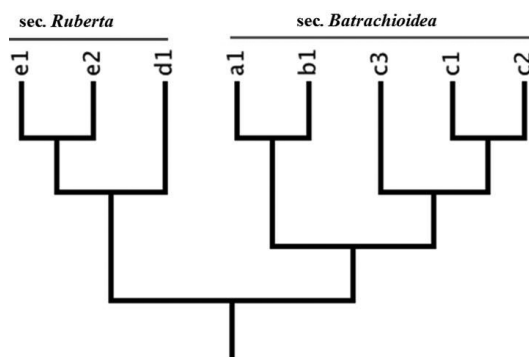 sec. Ruberta sec. Batrachioidea
e1 e2 d1 a1 b1 c3 c1 c2